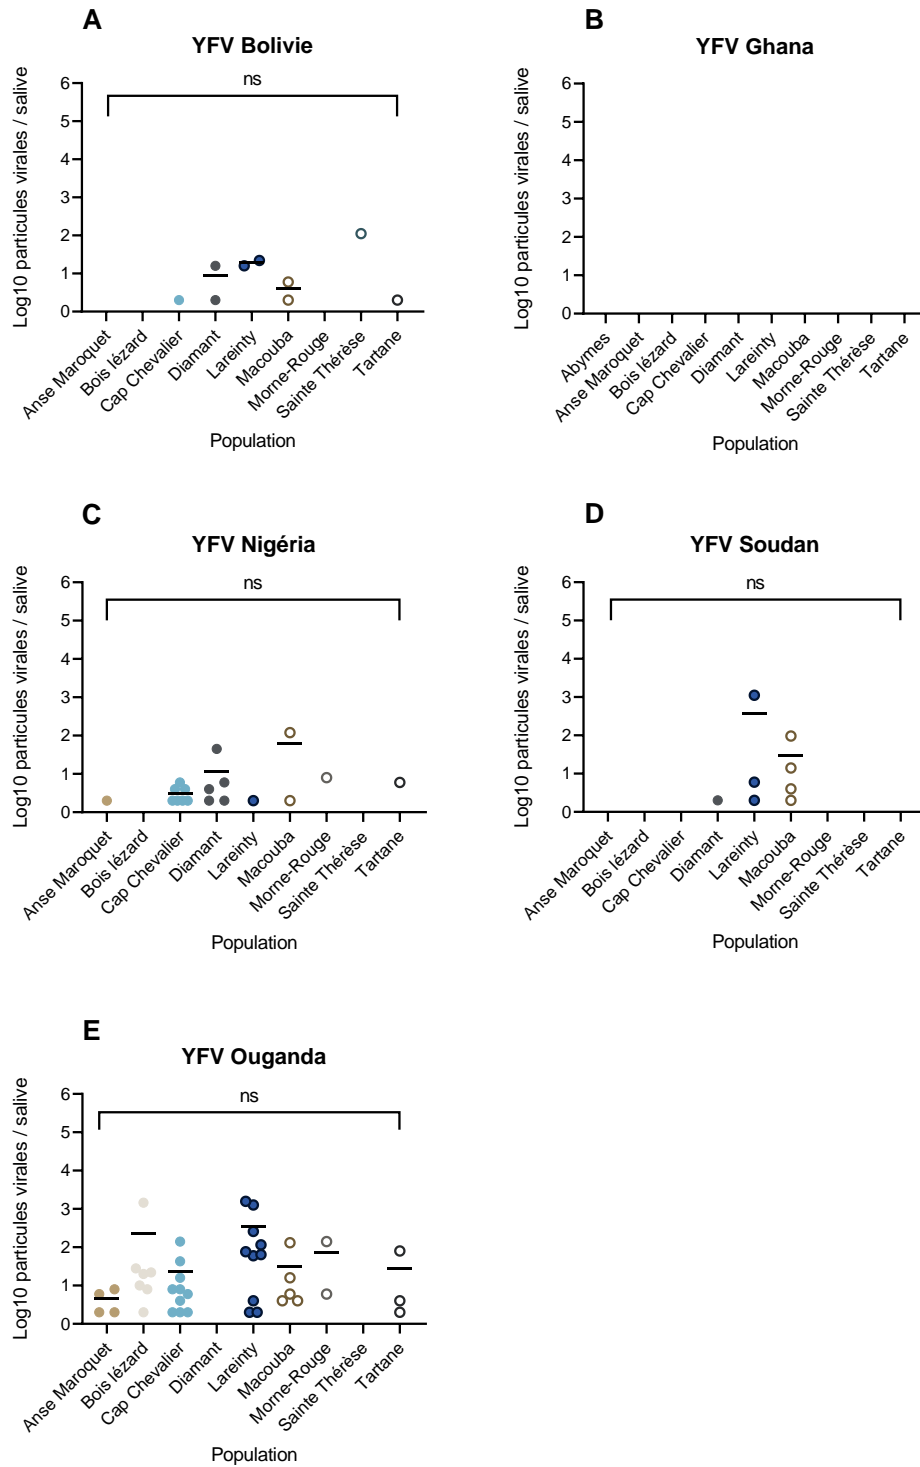 A
YFV Bolivie
ns
Log10 particules virales / salive
6
5
4
3
2
1
0
Anse Maroquet
Bois lézard
Cap Chevalier
Diamant
Lareinty
Macouba
Morne-Rouge
Sainte Thérèse
Tartane
Population
B
YFV Ghana
Log10 particules virales / salive
6
5
4
3
2
1
0
Abymes
Anse Maroquet
Bois lézard
Cap Chevalier
Diamant
Lareinty
Macouba
Morne-Rouge
Sainte Thérèse
Tartane
Population
C
YFV Nigéria
ns
Log10 particules virales / salive
6
5
4
3
2
1
0
Anse Maroquet
Bois lézard
Cap Chevalier
Diamant
Lareinty
Macouba
Morne-Rouge
Sainte Thérèse
Tartane
Population
D
YFV Soudan
ns
Log10 particules virales / salive
6
5
4
3
2
1
0
Anse Maroquet
Bois lézard
Cap Chevalier
Diamant
Lareinty
Macouba
Morne-Rouge
Sainte Thérèse
Tartane
Population
E
YFV Ouganda
ns
Log10 particules virales / salive
6
5
4
3
2
1
0
Anse Maroquet
Bois lézard
Cap Chevalier
Diamant
Lareinty
Macouba
Morne-Rouge
Sainte Thérèse
Tartane
Population